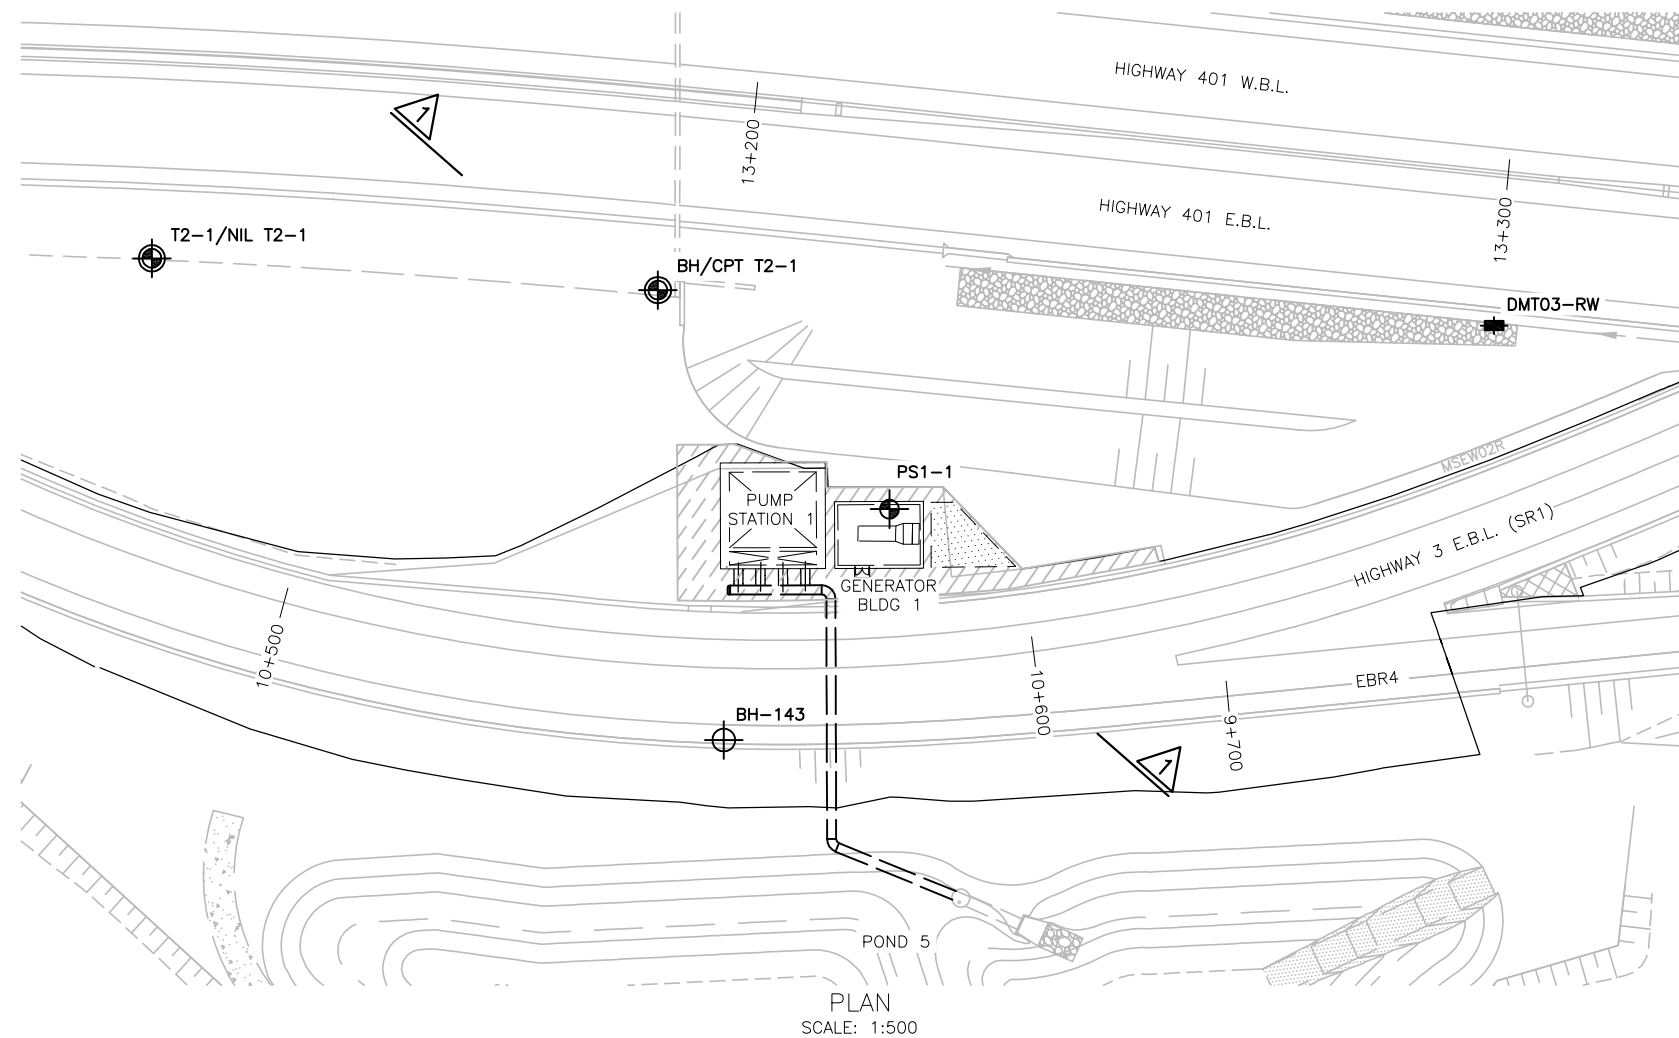 HIGHWAY 401 W.B.L.
1
13+200
HIGHWAY 401 E.B.L.
13+300
T2-1/NIL T2-1
BH/CPT T2-1
DMT03-RW
MSEW02R
PS1-1
PUMP
STATION 1
HIGHWAY 3 E.B.L. (SR1)
GENERATOR
BLDG 1
10+500
10+600
EBR4
9+700
BH-143
1
POND 5
PLAN
SCALE: 1:500